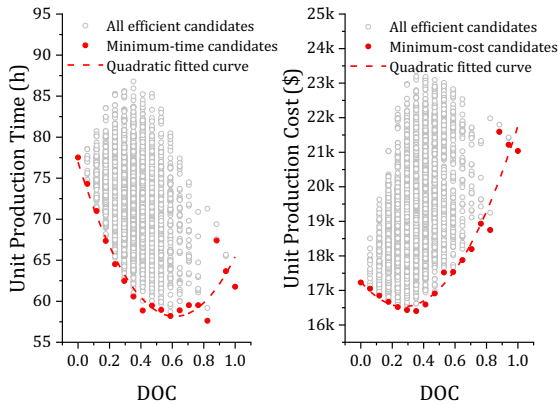 95
90
85
80
75
70
65
60
55
Unit Production Time (h)
All efficient candidates
Minimum-time candidates
Quadratic fitted curve
0.0 0.2 0.4 0.6 0.8 1.0
DOC
25k
24k
23k
22k
21k
20k
19k
18k
17k
16k
Unit Production Cost ($)
All efficient candidates
Minimum-cost candidates
Quadratic fitted curve
0.0 0.2 0.4 0.6 0.8 1.0
DOC